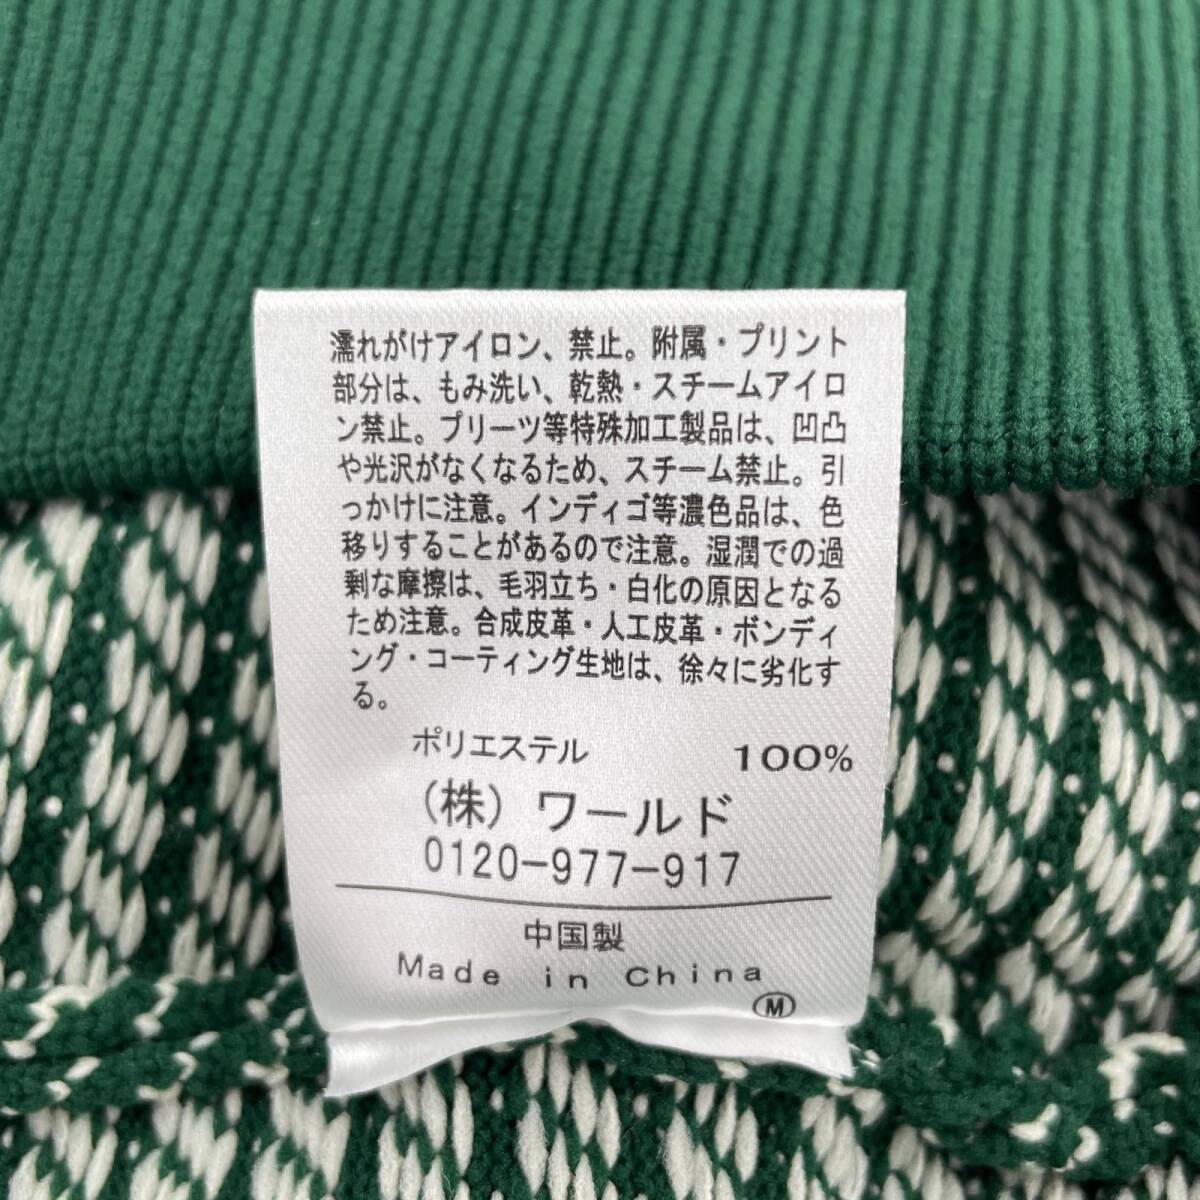 濡れがけアイロン、禁止。附属・プリント
部分は、もみ洗い、乾熱・スチームアイロ
ン禁止。プリーツ等特殊加工製品は、凹凸
や光沢がなくなるため、スチーム禁止。引
っかけに注意。インディゴ等濃色品は、色
移りすることがあるので注意。湿潤での過
剰な摩擦は、毛羽立ち・白化の原因となる
ため注意。合成皮革・人工皮革・ボンディ
ング・コーティング生地は、徐々に劣化す
る。
ポリエステル 100%
(株) ワールド
0120-977-917
中国製
Made in China
Ⓜ